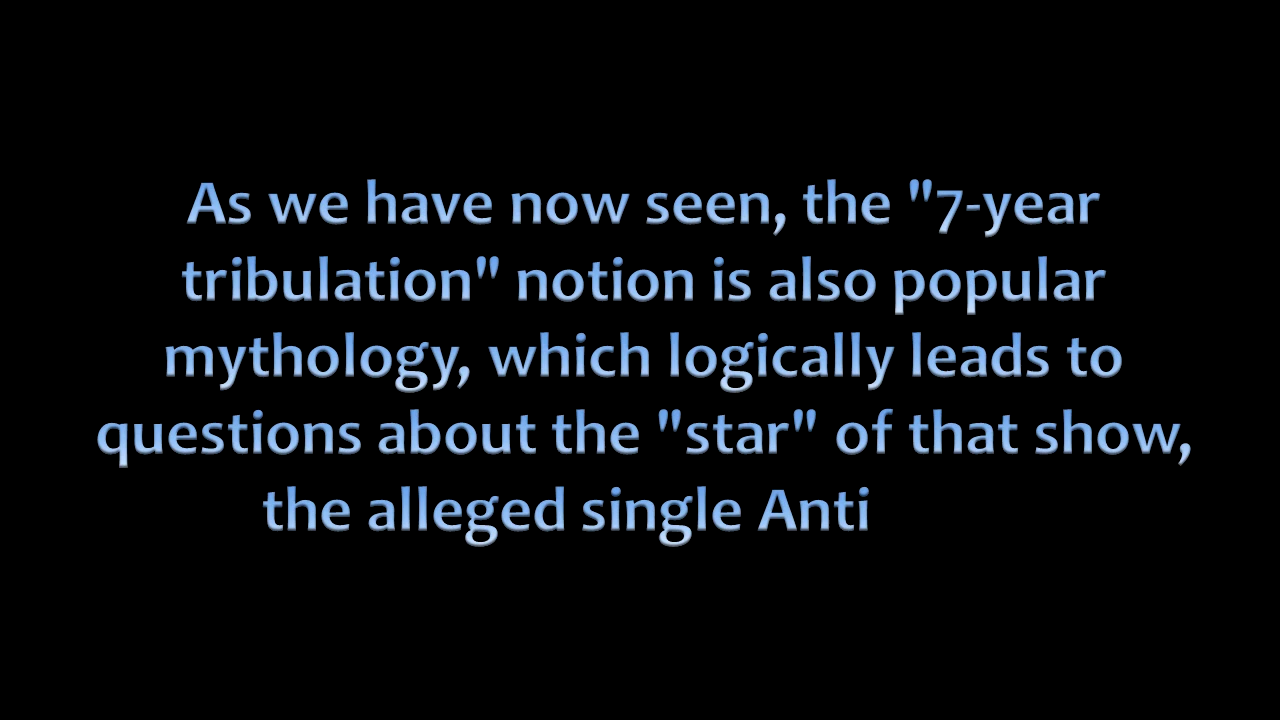 As we have now seen, the "7-year
tribulation" notion is also popular
mythology, which logically leads to
questions about the "star" of that show,
the alleged single Anti